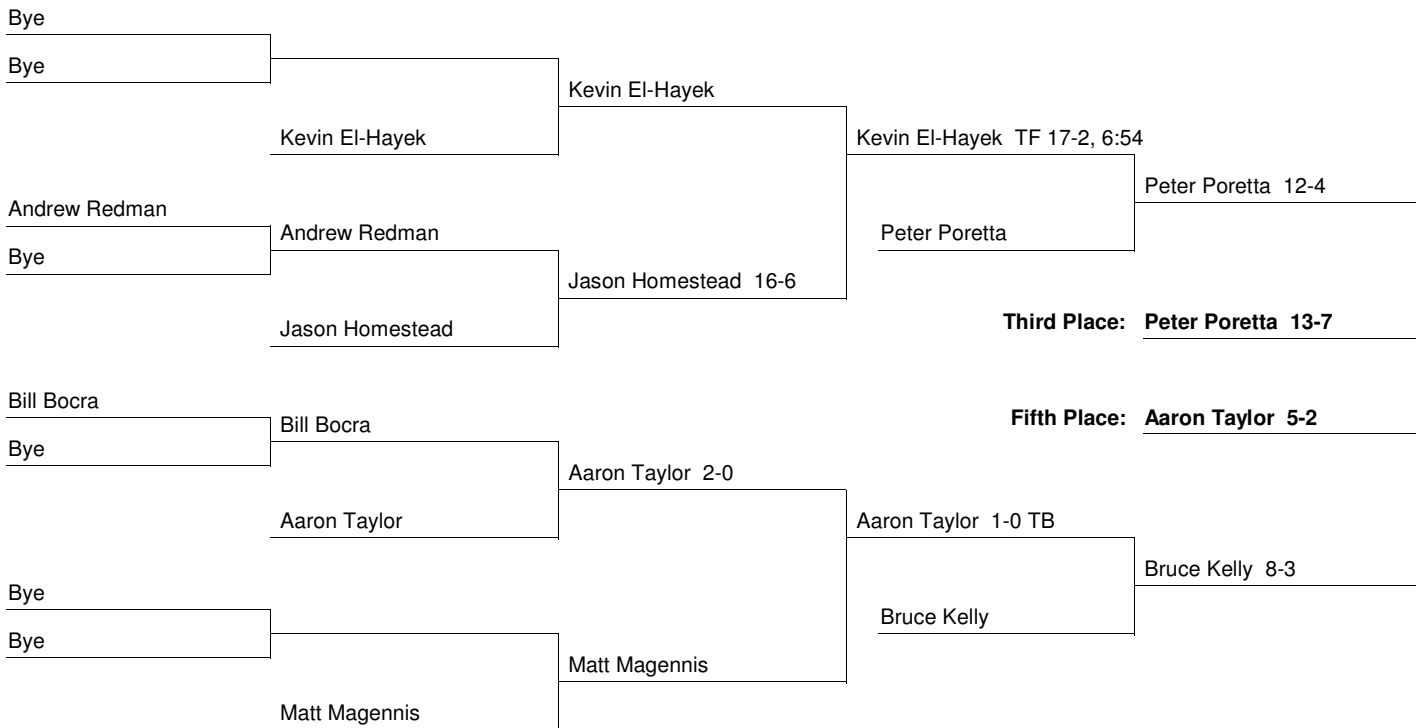 Bye
Bye
Kevin El-Hayek
Kevin El-Hayek
Kevin El-Hayek  TF 17-2, 6:54
Peter Poretta  12-4
Andrew Redman
Andrew Redman
Peter Poretta
Bye
Jason Homestead  16-6
Jason Homestead
Third Place:  Peter Poretta  13-7
Bill Bocra
Bill Bocra
Fifth Place:  Aaron Taylor  5-2
Bye
Aaron Taylor  2-0
Aaron Taylor
Aaron Taylor  1-0 TB
Bruce Kelly  8-3
Bye
Bruce Kelly
Bye
Matt Magennis
Matt Magennis